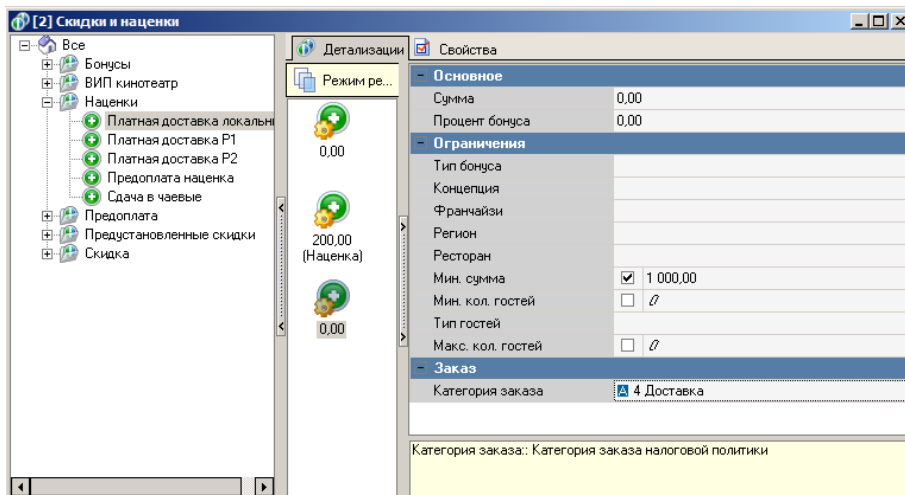 [2] Скидки и наценки
Все
Бонусы
ВИП кинотеатр
Наценки
Платная доставка локальн
Платная доставка Р1
Платная доставка Р2
Предоплата наценка
Сдача в чаевые
Предоплата
Предустановленные скидки
Скидка
Детализации
Режим ре...
0,00
200,00
(Наценка)
0,00
Свойства
Основное
Сумма 0,00
Процент бонуса 0,00
Ограничения
Тип бонуса
Концепция
Франчайзи
Регион
Ресторан
Мин. сумма 1 000,00
Мин. кол. гостей 0
Тип гостей
Макс. кол. гостей 0
Заказ
Категория заказа A 4 Доставка
Категория заказа:: Категория заказа налоговой политики